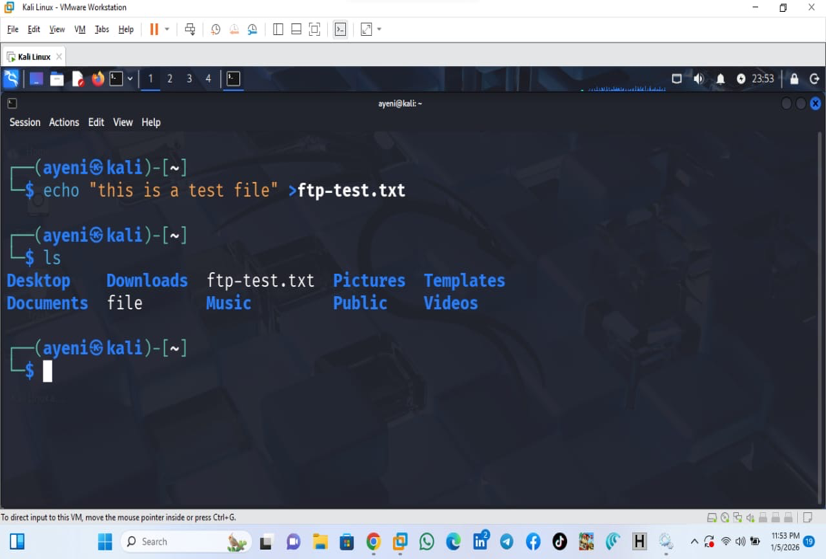 Kali Linux - VMware Workstation
File Edit View VM Tabs Help
Kali Linux
1 2 3 4 23:53
ayeni@kali: ~
Session Actions Edit View Help
┌──(ayeni㉿kali)-[~]
└─$ echo "this is a test file" >ftp-test.txt
┌──(ayeni㉿kali)-[~]
└─$ ls
Desktop Downloads ftp-test.txt Pictures Templates
Documents file Music Public Videos
┌──(ayeni㉿kali)-[~]
└─$
To direct input to this VM, move the mouse pointer inside or press Ctrl+G.
Search 11:53 PM
1/5/2026 19